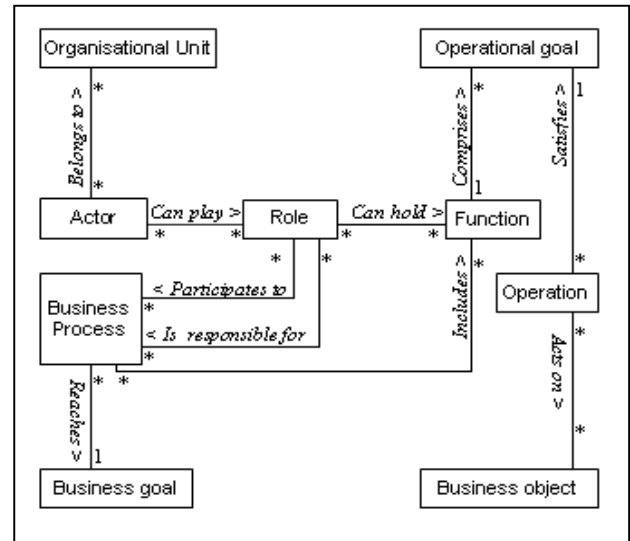 Organisational Unit
Operational goal
*
*
1
Belongs to >
Comprises >
Satisfies >
*
1
Actor
Can play >
Role
Can hold >
Function
*
*
*
*
*
*
*
*
< Participates to
*
Includes >
Operation
Business
Process
< Is responsible for
*
*
*
*
*
Acts on >
Reaches >
1
*
Business goal
Business object